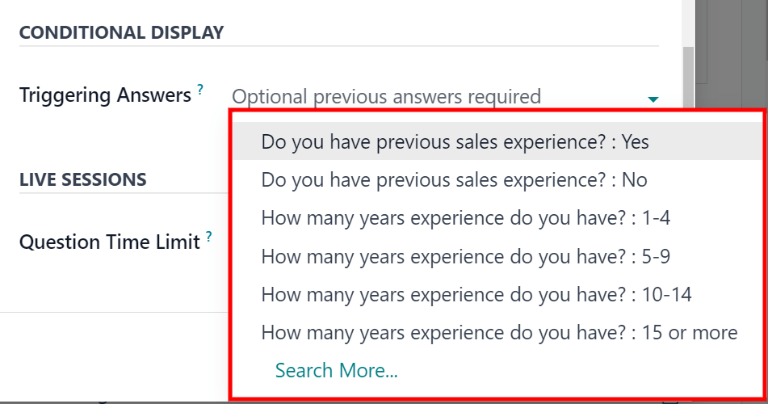 CONDITIONAL DISPLAY
Triggering Answers ? Optional previous answers required
Do you have previous sales experience? : Yes
Do you have previous sales experience? : No
LIVE SESSIONS
How many years experience do you have? : 1-4
Question Time Limit ?
How many years experience do you have? : 5-9
How many years experience do you have? : 10-14
How many years experience do you have? : 15 or more
Search More...